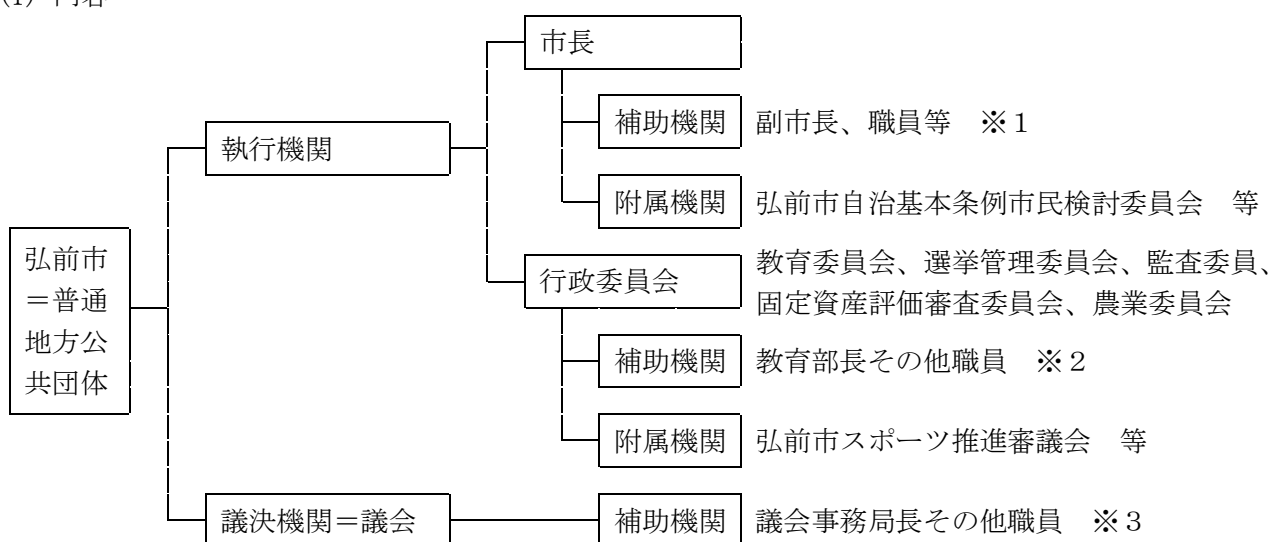 (1) 内容
市長
補助機関 副市長、職員等 ※１
執行機関
附属機関 弘前市自治基本条例市民検討委員会 等
弘前市
＝普通
地方公
共団体
行政委員会
教育委員会、選挙管理委員会、監査委員、
固定資産評価審査委員会、農業委員会
補助機関 教育部長その他職員 ※２
附属機関 弘前市スポーツ推進審議会 等
議決機関＝議会
補助機関 議会事務局長その他職員 ※３